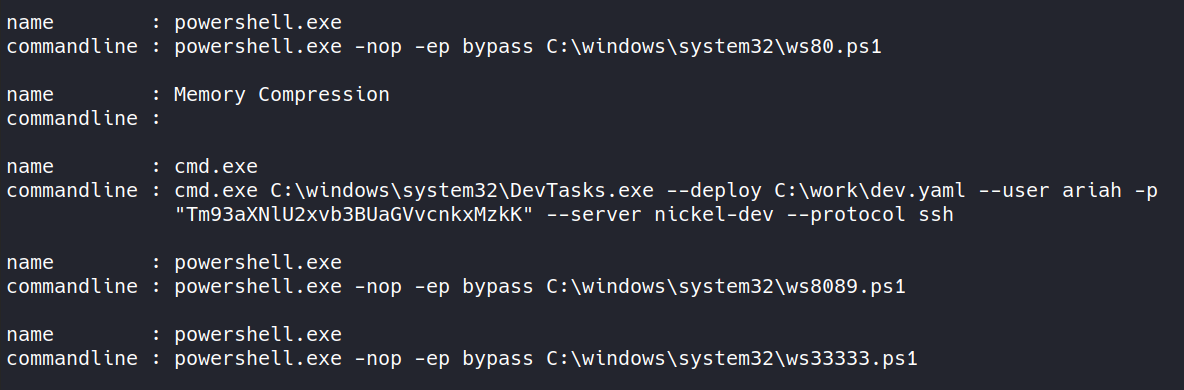 name        : powershell.exe
commandline : powershell.exe -nop -ep bypass C:\windows\system32\ws80.ps1
name        : Memory Compression
commandline :
name        : cmd.exe
commandline : cmd.exe C:\windows\system32\DevTasks.exe --deploy C:\work\dev.yaml --user ariah -p
"Tm93aXNlU2xvb3BUaGVvcnkxMzkK" --server nickel-dev --protocol ssh
name        : powershell.exe
commandline : powershell.exe -nop -ep bypass C:\windows\system32\ws8089.ps1
name        : powershell.exe
commandline : powershell.exe -nop -ep bypass C:\windows\system32\ws33333.ps1